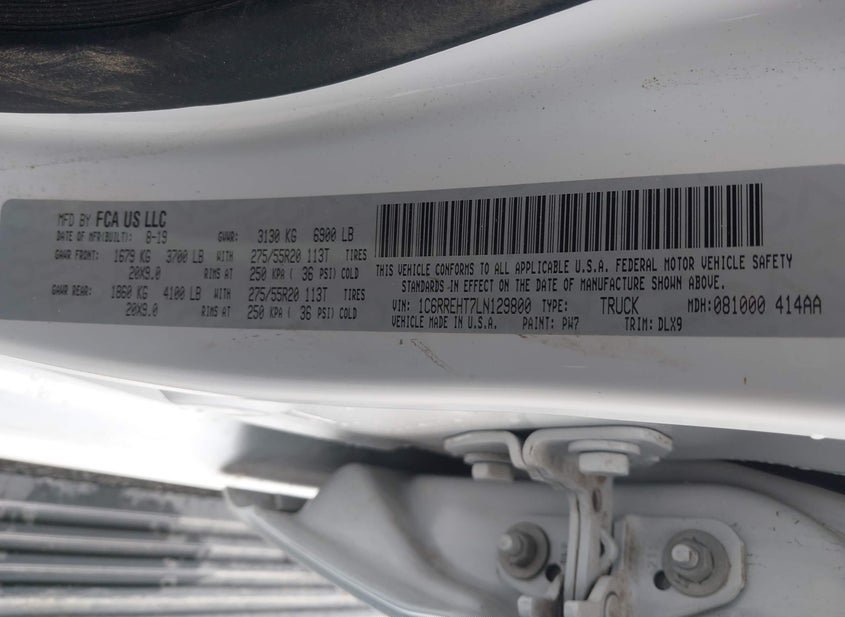 MFD BY FCA US LLC
DATE OF MFR(BUILT): 8-19 GVWR: 3130 KG 6900 LB
GAWR FRONT: 1679 KG 3700 LB WITH 275/55R20 113T TIRES
20X9.0 RIMS AT 250 KPA ( 36 PSI) COLD
GAWR REAR: 1860 KG 4100 LB WITH 275/55R20 113T TIRES
20X9.0 RIMS AT 250 KPA ( 36 PSI) COLD
THIS VEHICLE CONFORMS TO ALL APPLICABLE U.S.A. FEDERAL MOTOR VEHICLE SAFETY
STANDARDS IN EFFECT ON THE DATE OF MANUFACTURE SHOWN ABOVE.
VIN: 1C6RREHT7LN129800 TYPE: TRUCK MDH: 081000 414AA
VEHICLE MADE IN U.S.A. PAINT: PW7 TRIM: DLX9